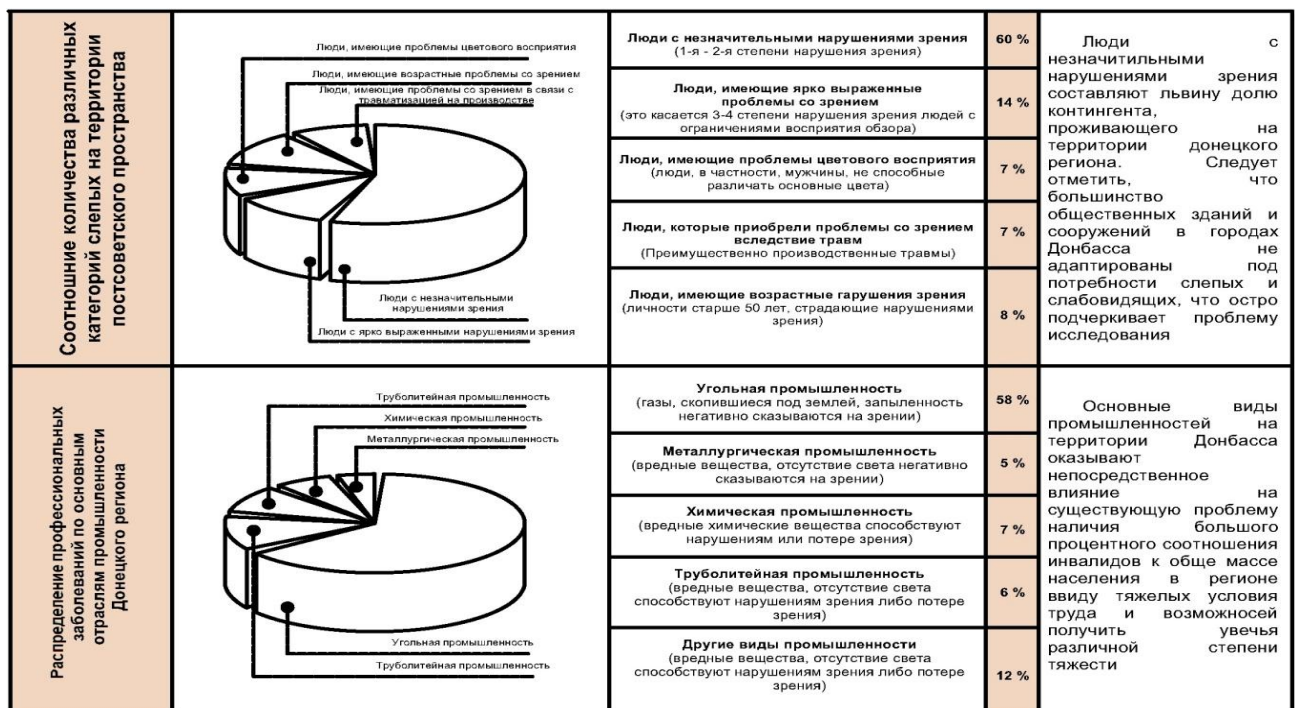 Соотношние количества различных
категорий слепых на территории
постсоветского пространства
Люди, имеющие проблемы цветового восприятия
Люди, имеющие возрастные проблемы со зрением
Люди, имеющие проблемы со зрением в связи с
травматизацией на производстве
Люди с незначительными
нарушениями зрения
Люди с ярко выраженными нарушениями зрения
Люди с незначительными нарушениями зрения
(1-я - 2-я степени нарушения зрения)
60 %
Люди, имеющие ярко выраженные
проблемы со зрением
(это касается 3-4 степени нарушения зрения людей с
ограничениями восприятия обзора)
14 %
Люди, имеющие проблемы цветового восприятия
(люди, в частности, мужчины, не способные
различать основные цвета)
7 %
Люди, которые приобрели проблемы со зрением
вследствие травм
(Преимущественно производственные травмы)
7 %
Люди, имеющие возрастные гарушения зрения
(личности старше 50 лет, страдающие нарушениями
зрения)
8 %
Люди с
незначитильными
нарушениями зрения
составляют львину долю
контингента,
проживающего на
территории донецкого
региона. Следует
отметить, что
большинство
общественных зданий и
сооружений в городах
Донбасса не
адаптированы под
потребности слепых и
слабовидящих, что остро
подчеркивает проблему
исследования
Распределение профессиональных
заболеваний по основным
отраслям промышленности
Донецкого региона
Труболитейная промышленность
Химическая промышленность
Металлургическая промышленность
Угольная промышленность
Труболитейная промышленность
Угольная промышленность
(газы, скопившиеся под землей, запыленность
негативно сказываются на зрении)
58 %
Металлургическая промышленность
(вредные вещества, отсутствие света негативно
сказываются на зрении)
5 %
Химическая промышленность
(вредные химические вещества способствуют
нарушениям или потере зрения)
7 %
Труболитейная промышленность
(вредные вещества, отсутствие света
способствуют нарушениям зрения либо потере
зрения)
6 %
Другие виды промышленности
(вредные вещества, отсутствие света
способствуют нарушениям зрения либо потере
зрения)
12 %
Основные виды
промышленностей на
территории Донбасса
оказывают
непосредственное
влияние на
существующую проблему
наличия большого
процентного соотношения
инвалидов к обще массе
населения в регионе
ввиду тяжелых условия
труда и возможносей
получить увечья
различной степени
тяжести